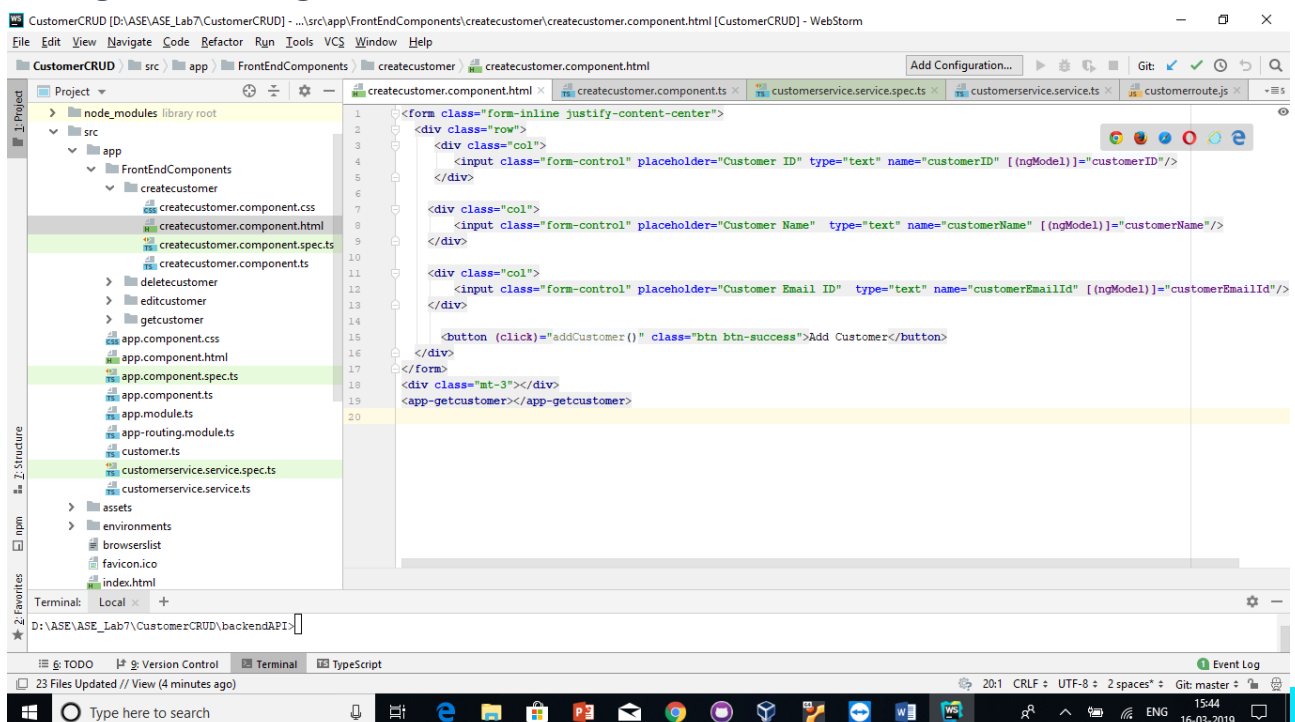 CustomerCRUD [D:\ASE\ASE_Lab7\CustomerCRUD] - ...\src\app\FrontEndComponents\createcustomer\createcustomer.component.html [CustomerCRUD] - WebStorm
File Edit View Navigate Code Refactor Run Tools VCS Window Help
CustomerCRUD src app FrontEndComponents createcustomer createcustomer.component.html Add Configuration... Git:
Project createcustomer.component.html createcustomer.component.ts customerservice.service.spec.ts customerservice.service.ts customerroute.js
1: Project
node_modules library root
src
app
FrontEndComponents
createcustomer
createcustomer.component.css
createcustomer.component.html
createcustomer.component.spec.ts
createcustomer.component.ts
deletecustomer
editcustomer
getcustomer
app.component.css
app.component.html
app.component.spec.ts
app.component.ts
app.module.ts
app-routing.module.ts
customer.ts
customerservice.service.spec.ts
customerservice.service.ts
assets
environments
browserslist
favicon.ico
index.html
7: Structure
npm
2: Favorites
1 <form class="form-inline justify-content-center">
2 <div class="row">
3 <div class="col">
4 <input class="form-control" placeholder="Customer ID" type="text" name="customerID" [(ngModel)]="customerID"/>
5 </div>
6
7 <div class="col">
8 <input class="form-control" placeholder="Customer Name" type="text" name="customerName" [(ngModel)]="customerName"/>
9 </div>
10
11 <div class="col">
12 <input class="form-control" placeholder="Customer Email ID" type="text" name="customerEmailId" [(ngModel)]="customerEmailId"/>
13 </div>
14
15 <button (click)="addCustomer()" class="btn btn-success">Add Customer</button>
16 </div>
17 </form>
18 <div class="mt-3"></div>
19 <app-getcustomer></app-getcustomer>
20
Terminal: Local +
D:\ASE\ASE_Lab7\CustomerCRUD\backendAPI>
6: TODO 9: Version Control Terminal TypeScript 1 Event Log
23 Files Updated // View (4 minutes ago) 20:1 CRLF UTF-8 2 spaces* Git: master
Type here to search ENG 15:44
16-03-2019